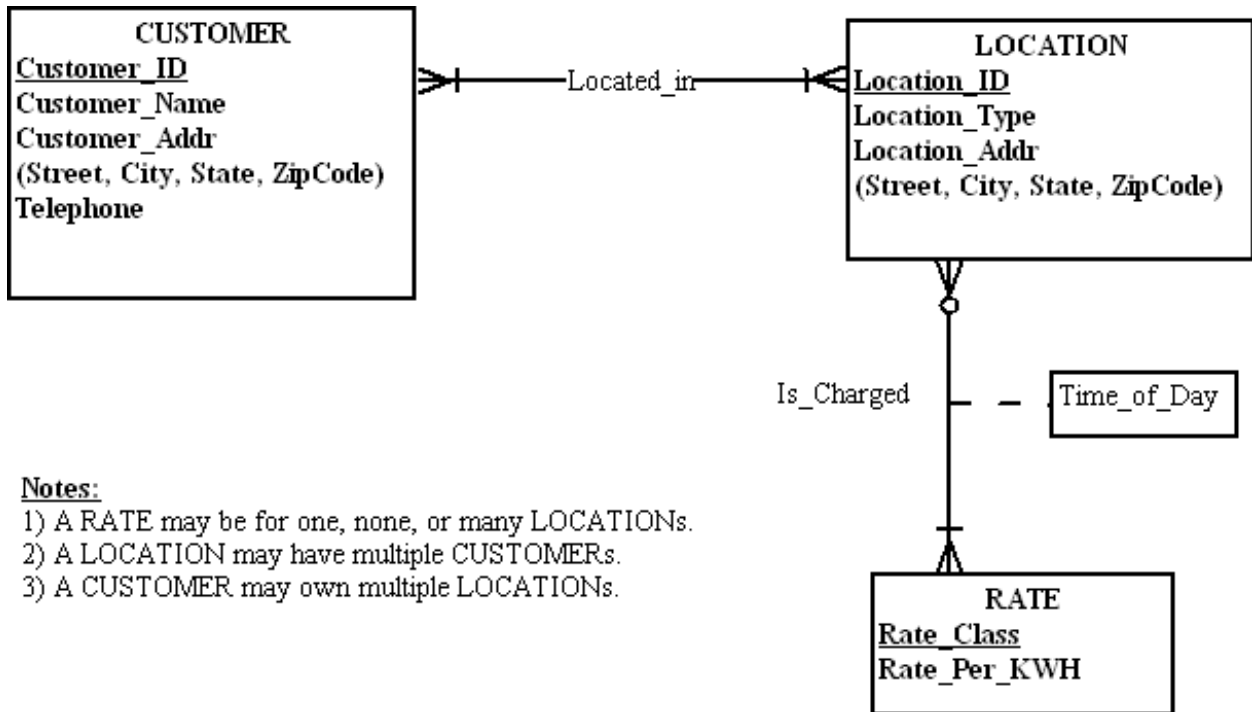 CUSTOMER
Customer_ID
Customer_Name
Customer_Addr
(Street, City, State, ZipCode)
Telephone
Located_in
LOCATION
Location_ID
Location_Type
Location_Addr
(Street, City, State, ZipCode)
Is_Charged
Time_of_Day
Notes:
1) A RATE may be for one, none, or many LOCATIONs.
2) A LOCATION may have multiple CUSTOMERs.
3) A CUSTOMER may own multiple LOCATIONs.
RATE
Rate_Class
Rate_Per_KWH